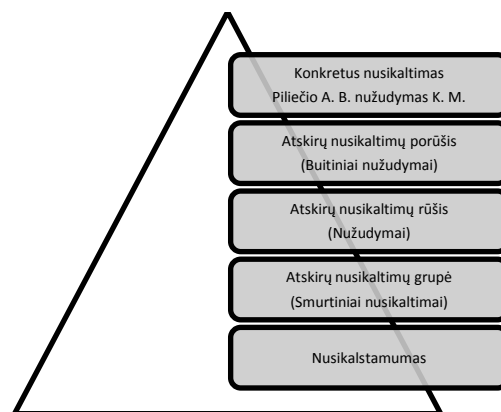 Konkretus nusikaltimas
Piliečio A. B. nužudymas K. M.
Atskirų nusikaltimų porūšis
(Buitiniai nužudymai)
Atskirų nusikaltimų rūšis
(Nužudymai)
Atskirų nusikaltimų grupė
(Smurtiniai nusikaltimai)
Nusikalstamumas